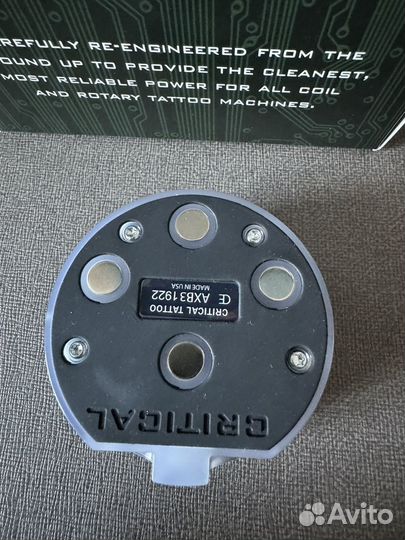 REFULLY RE-ENGINEERED FROM THE
OUND UP TO PROVIDE THE CLEANEST,
MOST RELIABLE POWER FOR ALL COIL
AND ROTARY TATTOO MACHINES.
CRITICAL TATTOO
CE AXB31922
MADE IN USA
CRITICAL
Avito